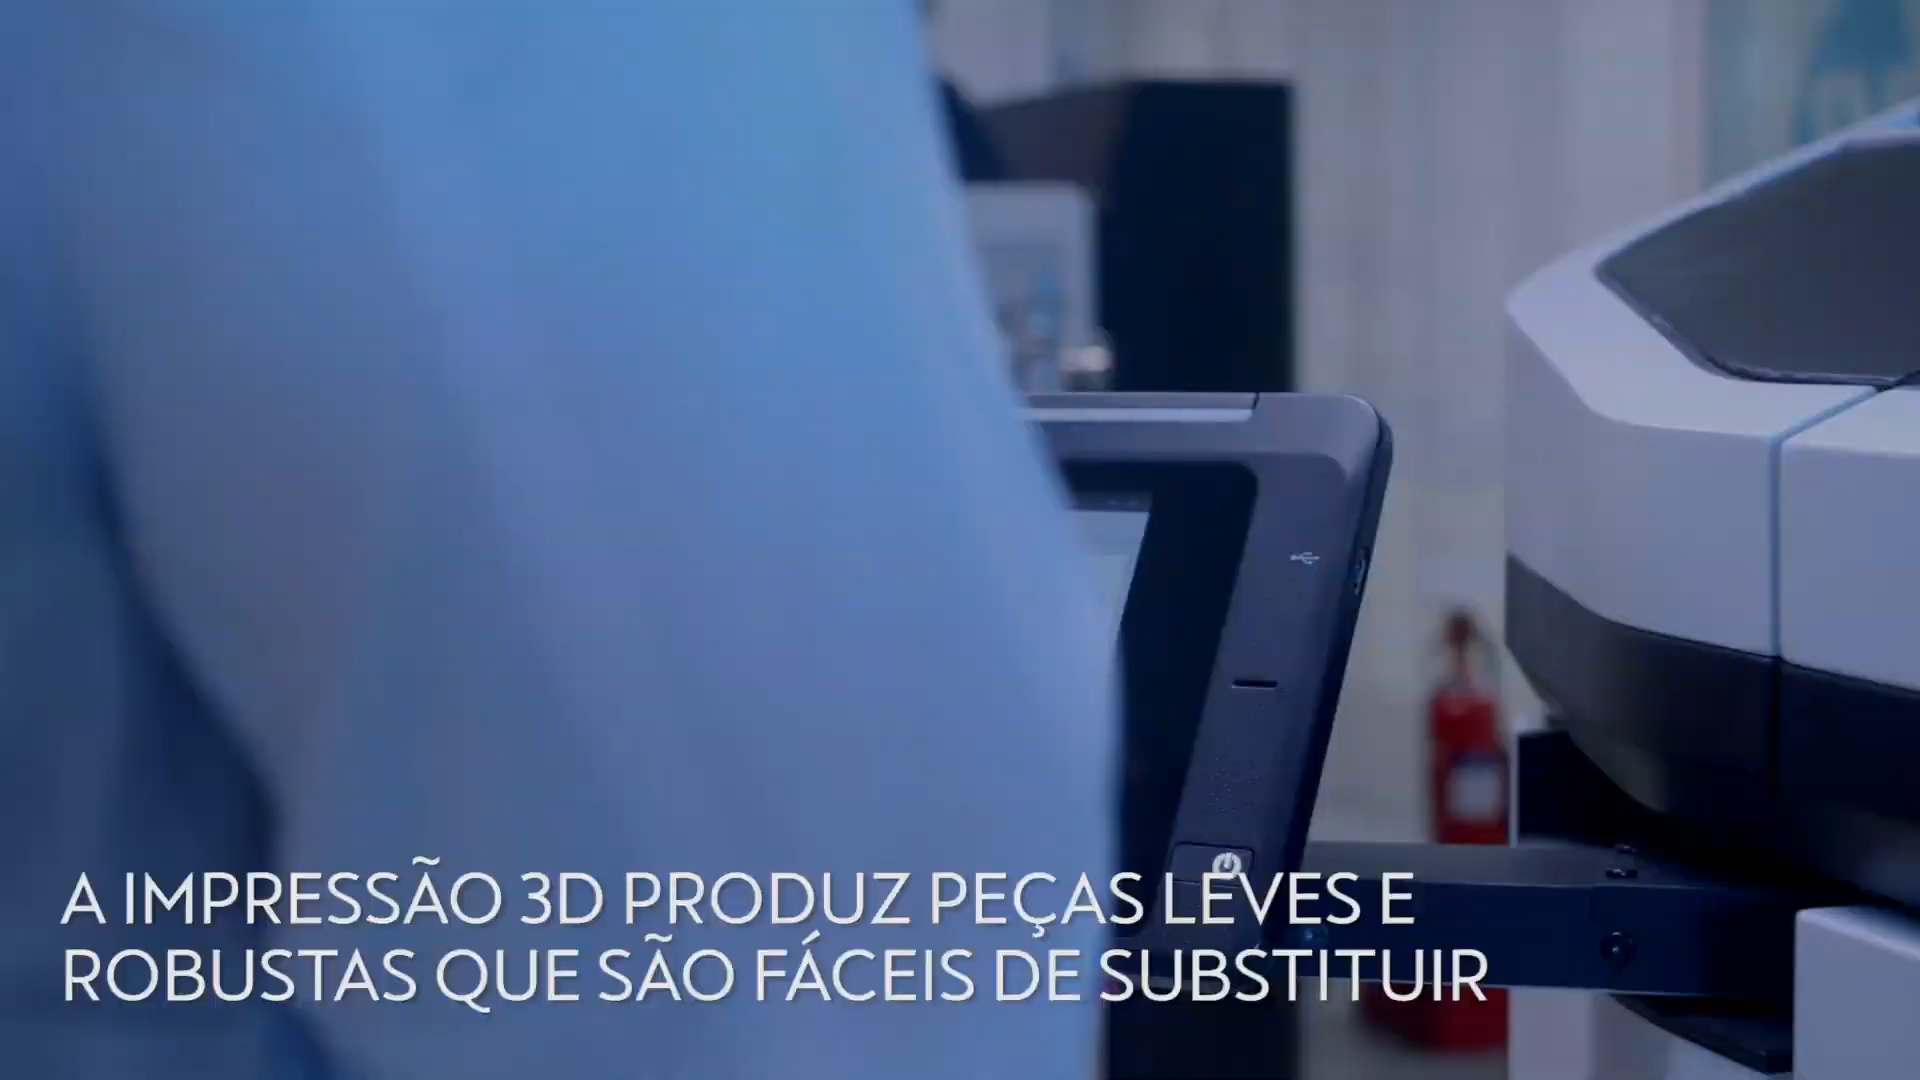 A IMPRESSÃO 3D PRODUZ PEÇAS LEVES E
ROBUSTAS QUE SÃO FÁCEIS DE SUBSTITUIR